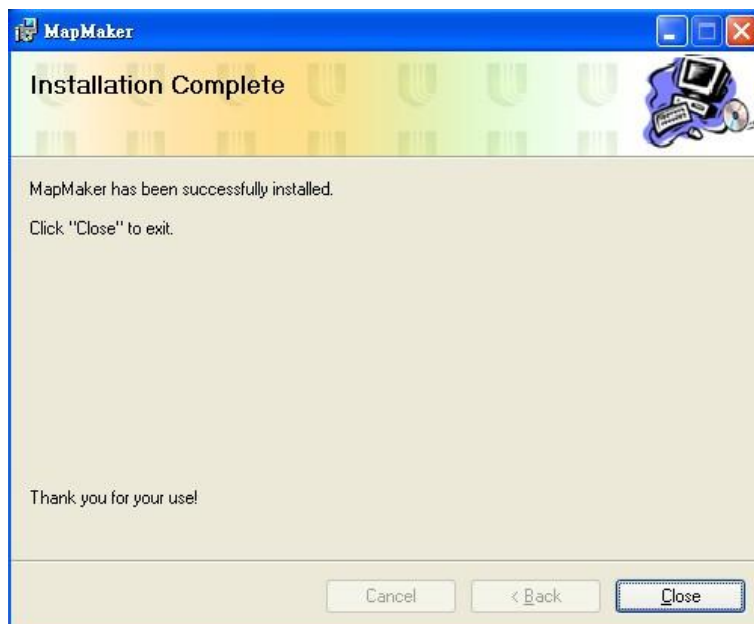 MapMaker
Installation Complete
MapMaker has been successfully installed.
Click "Close" to exit.
Thank you for your use!
Cancel
< Back
Close